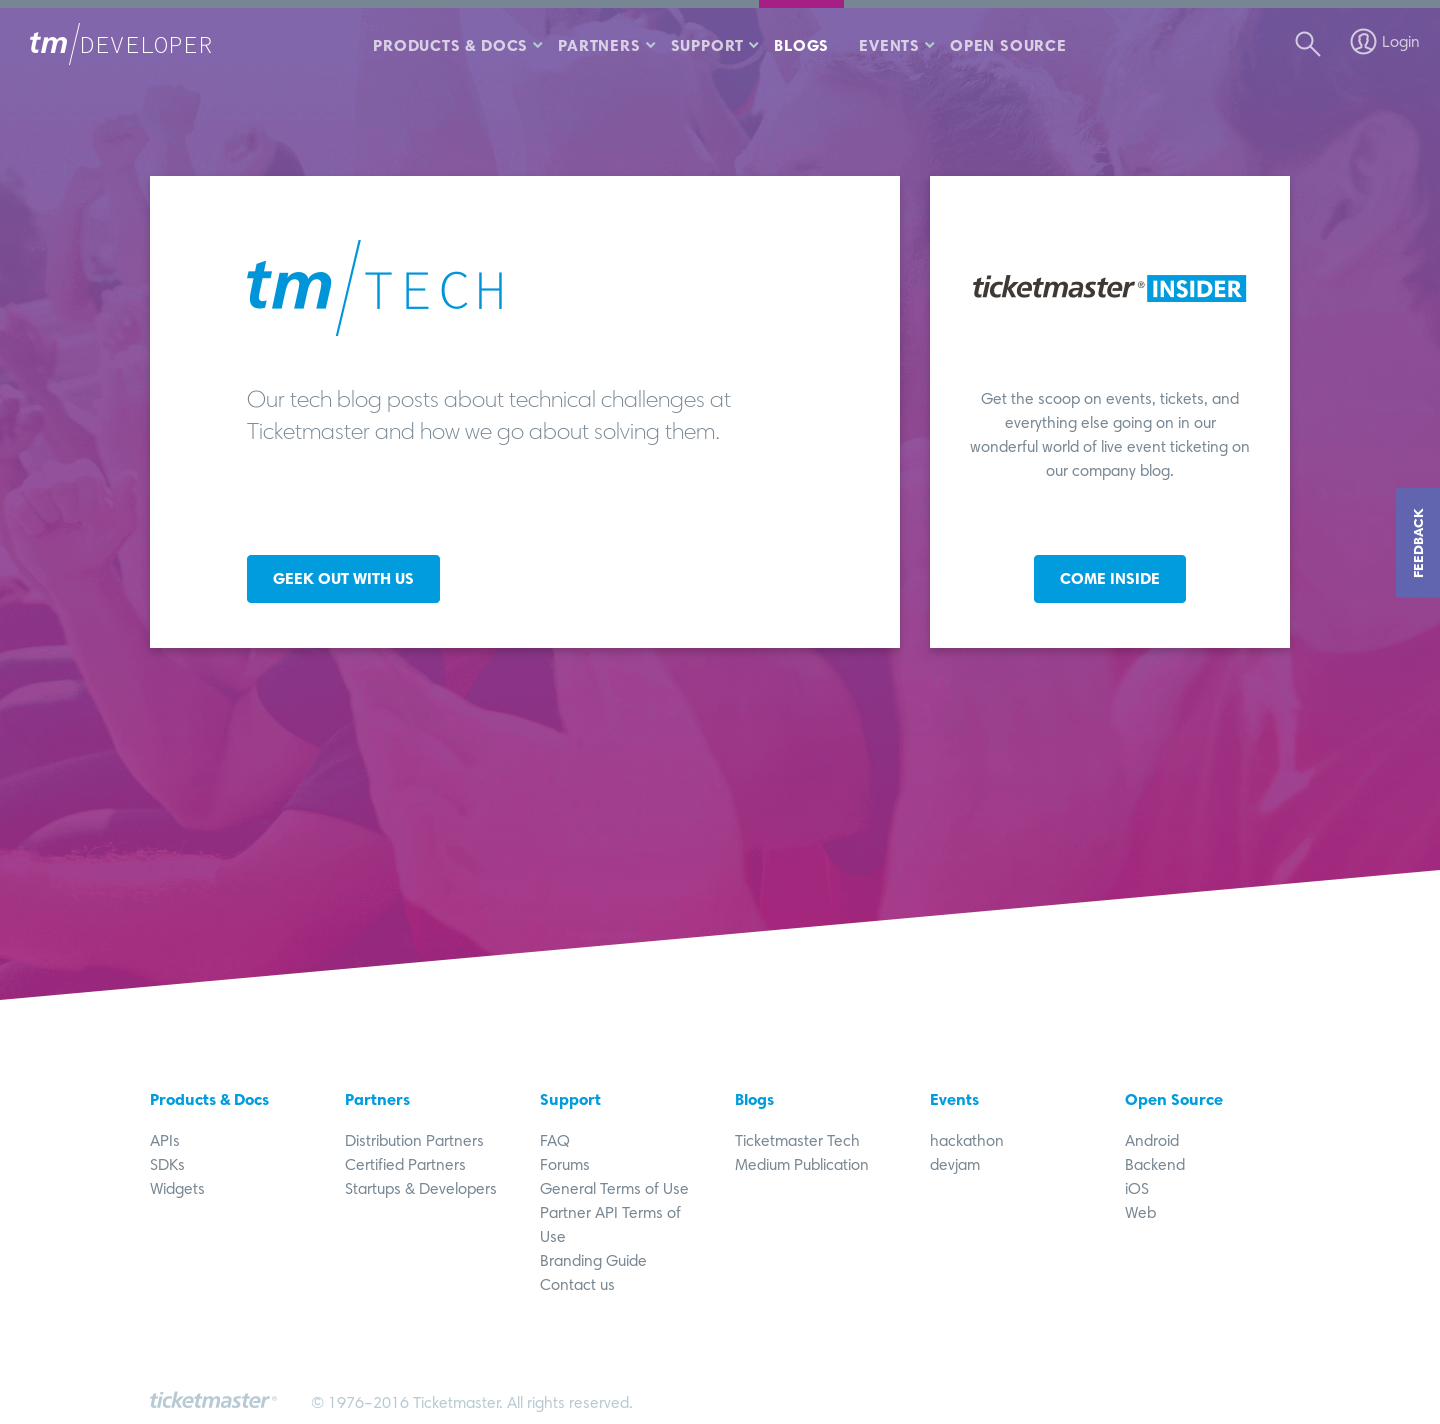 tm/DEVELOPER
PRODUCTS & DOCS
PARTNERS
SUPPORT
BLOGS
EVENTS
OPEN SOURCE
Login
tm/TECH
Our tech blog posts about technical challenges at
Ticketmaster and how we go about solving them.
GEEK OUT WITH US
ticketmaster® INSIDER
Get the scoop on events, tickets, and
everything else going on in our
wonderful world of live event ticketing on
our company blog.
COME INSIDE
FEEDBACK
Products & Docs
APIs
SDKs
Widgets
Partners
Distribution Partners
Certified Partners
Startups & Developers
Support
FAQ
Forums
General Terms of Use
Partner API Terms of
Use
Branding Guide
Contact us
Blogs
Ticketmaster Tech
Medium Publication
Events
hackathon
devjam
Open Source
Android
Backend
iOS
Web
ticketmaster®
© 1976-2016 Ticketmaster. All rights reserved.